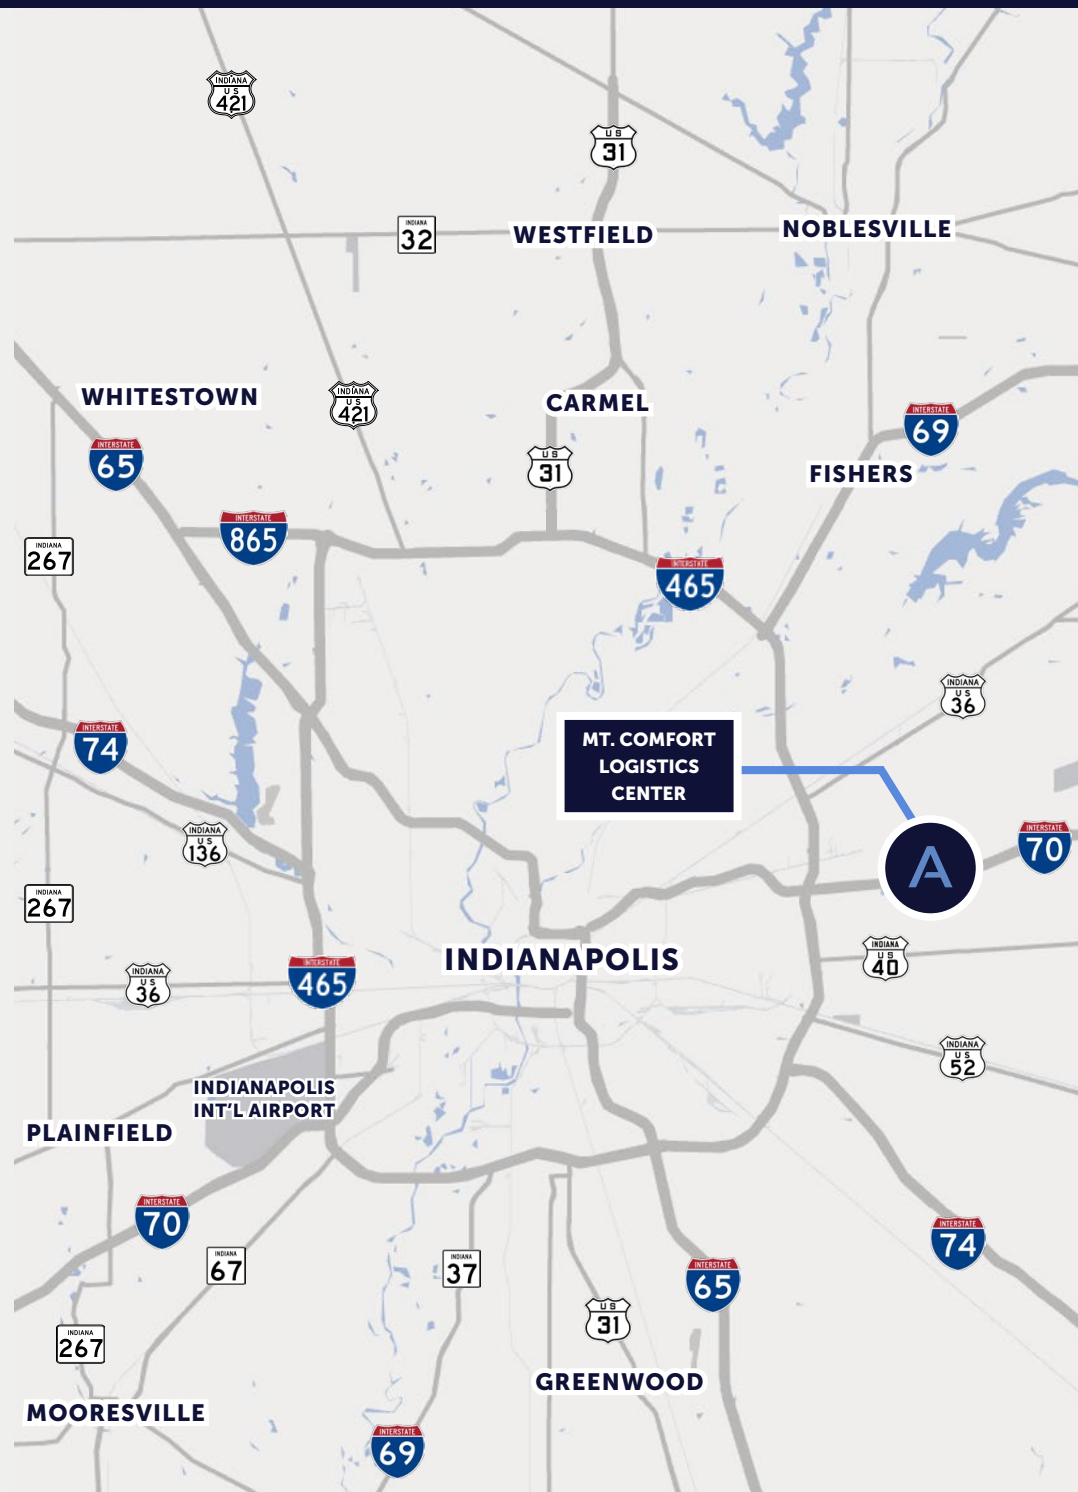 INDIANA
US
421
US
31
INDIANA
32
WESTFIELD
NOBLESVILLE
WHITESTOWN
INDIANA
US
421
CARMEL
INTERSTATE
69
INTERSTATE
65
US
31
FISHERS
INTERSTATE
865
INDIANA
267
INTERSTATE
465
INDIANA
US
36
INTERSTATE
74
MT. COMFORT
LOGISTICS
CENTER
INDIANA
US
136
INTERSTATE
70
A
INDIANA
267
INDIANAPOLIS
INDIANA
US
40
INTERSTATE
465
INDIANA
US
36
INDIANA
US
52
INDIANAPOLIS
INT'L AIRPORT
PLAINFIELD
INTERSTATE
70
INTERSTATE
74
INDIANA
67
INDIANA
37
INTERSTATE
65
US
31
INDIANA
267
GREENWOOD
MOORESVILLE
INTERSTATE
69